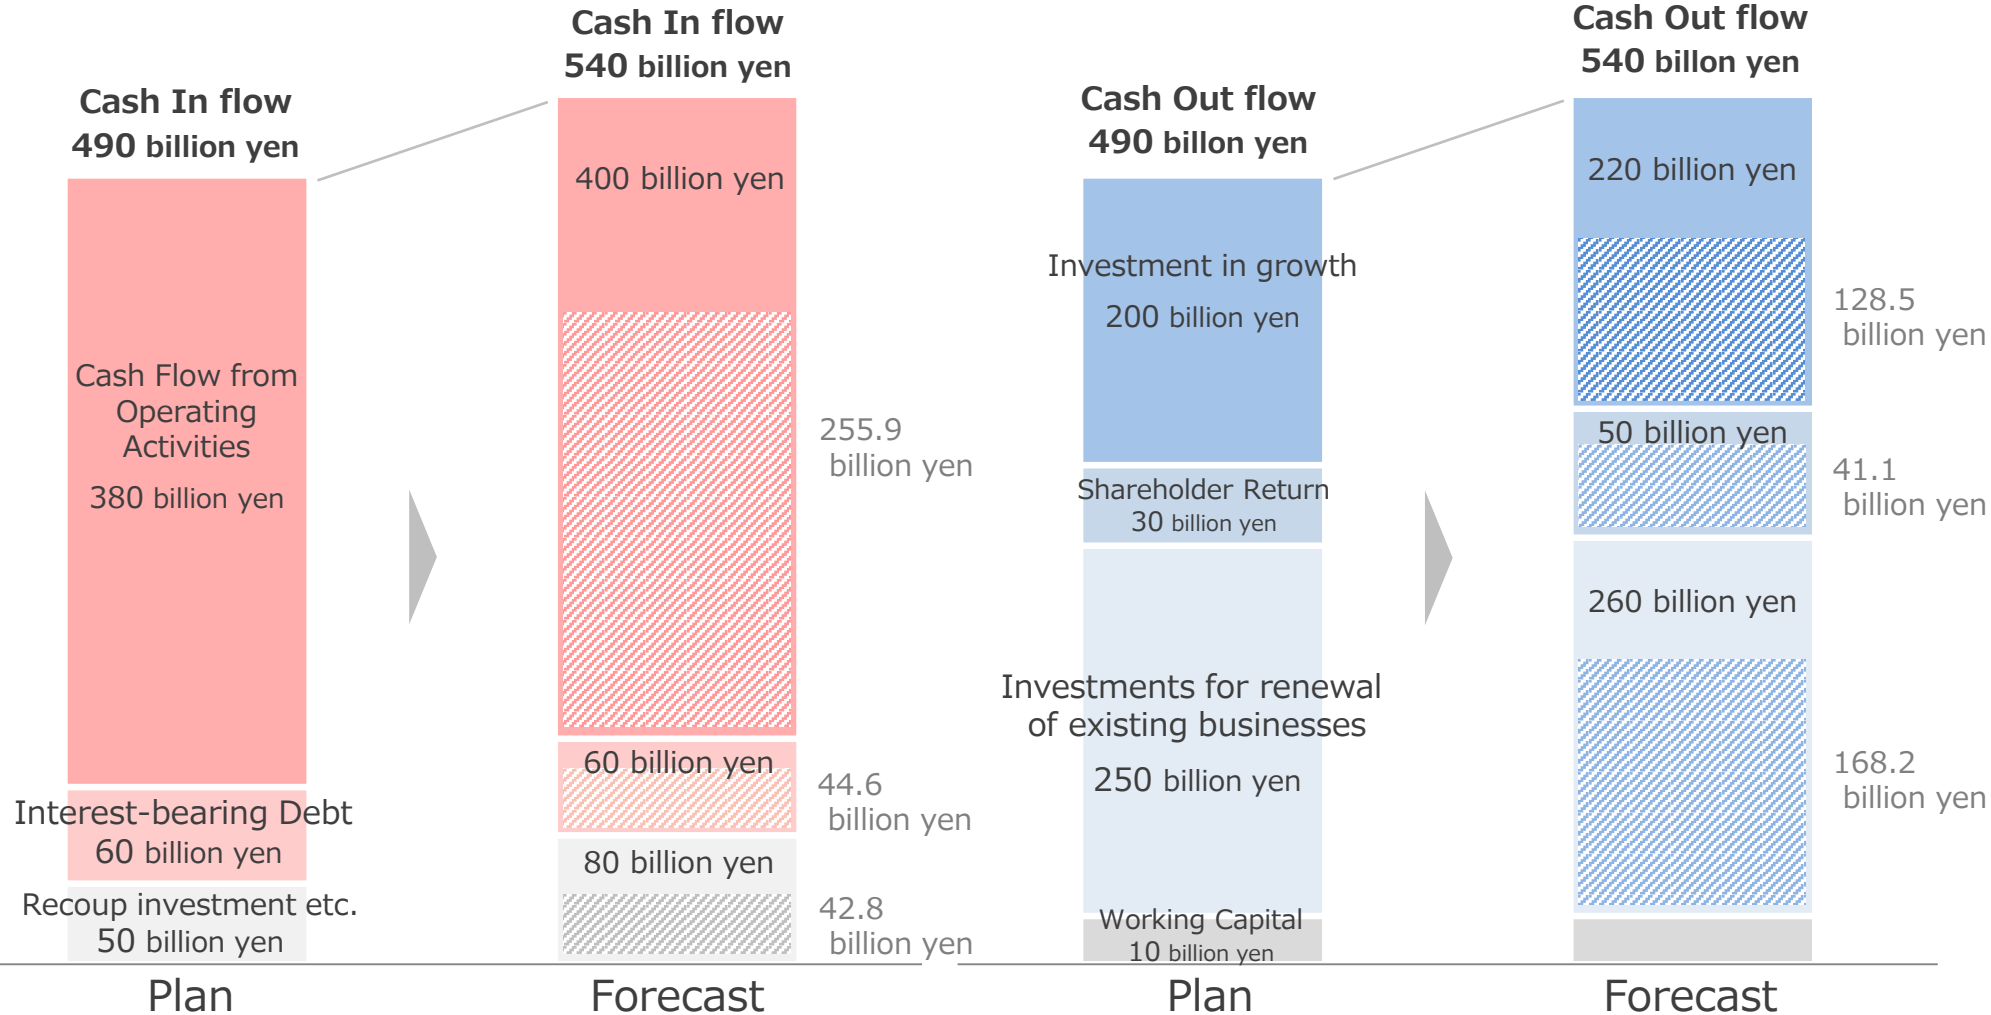 Cash In flow
490 billion yen
Cash Flow from
Operating
Activities
380 billion yen
Interest-bearing Debt
60 billion yen
Recoup investment etc.
50 billion yen
Plan
Cash In flow
540 billion yen
400 billion yen
255.9
billion yen
60 billion yen
44.6
billion yen
80 billion yen
42.8
billion yen
Forecast
Cash Out flow
490 billon yen
Investment in growth
200 billion yen
Shareholder Return
30 billion yen
Investments for renewal
of existing businesses
250 billion yen
Working Capital
10 billion yen
Plan
Cash Out flow
540 billon yen
220 billion yen
128.5
billion yen
50 billion yen
41.1
billion yen
260 billion yen
168.2
billion yen
Forecast